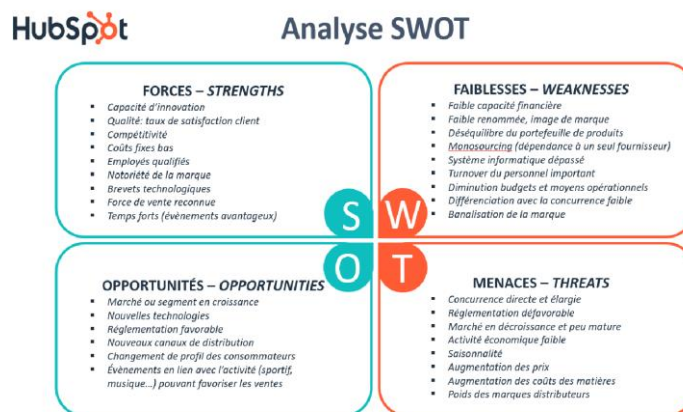 HubSpot
Analyse SWOT
FORCES – STRENGTHS
Capacité d'innovation
Qualité: taux de satisfaction client
Compétitivité
Coûts fixes bas
Employés qualifiés
Notoriété de la marque
Brevets technologiques
Force de vente reconnue
Temps forts (évènements avantageux)
FAIBLESSES – WEAKNESSES
Faible capacité financière
Faible renommée, image de marque
Déséquilibre du portefeuille de produits
Monosourcing (dépendance à un seul fournisseur)
Système informatique dépassé
Turnover du personnel important
Diminution budgets et moyens opérationnels
Différenciation avec la concurrence faible
Banalisation de la marque
S W
O T
OPPORTUNITÉS – OPPORTUNITIES
Marché ou segment en croissance
Nouvelles technologies
Réglementation favorable
Nouveaux canaux de distribution
Changement de profil des consommateurs
Évènements en lien avec l'activité (sportif,
musique...) pouvant favoriser les ventes
MENACES – THREATS
Concurrence directe et élargie
Réglementation défavorable
Marché en décroissance et peu mature
Activité économique faible
Saisonnalité
Augmentation des prix
Augmentation des coûts des matières
Poids des marques distributeurs